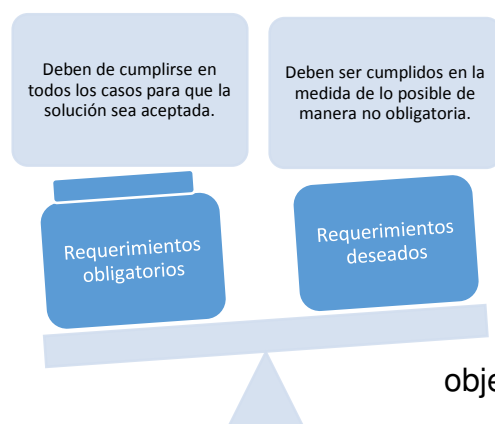 Deben de cumplirse en
todos los casos para que la
solución sea aceptada.
Deben ser cumplidos en la
medida de lo posible de
manera no obligatoria.
Requerimientos
obligatorios
Requerimientos
deseados
obje